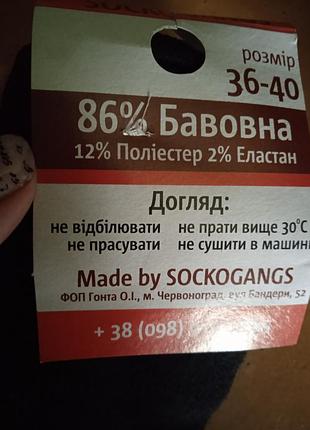 розмір
36-40
86% Бавовна
12% Поліестер 2% Еластан
Догляд:
не відбілювати не прати вище 30°C
не прасувати не сушити в машині
Made by SOCKOGANGS
ФОП Гонта О.І., м. Червоноград, вул Бандери, 52
+ 38 (098)